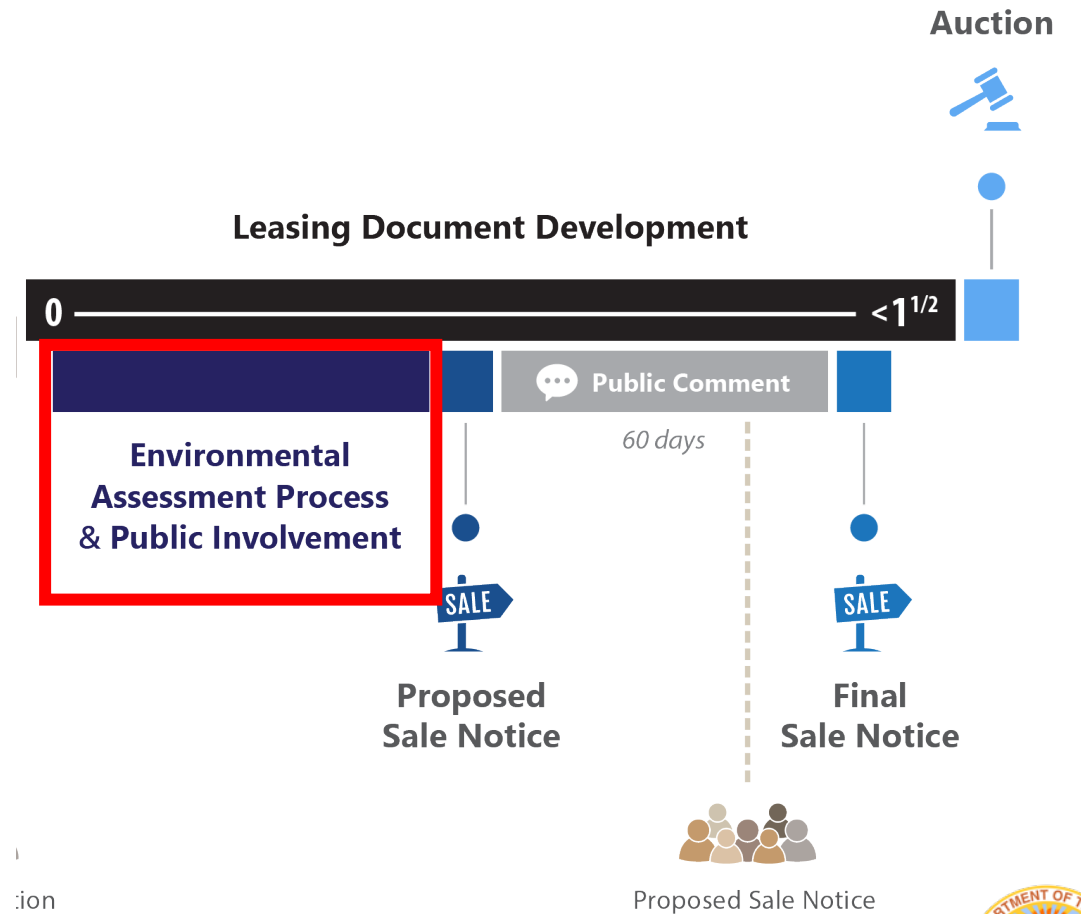 Auction
Leasing Document Development
0 <1 1/2
Public Comment
60 days
Environmental
Assessment Process
& Public Involvement
SALE
SALE
Proposed
Sale Notice
Final
Sale Notice
Proposed Sale Notice